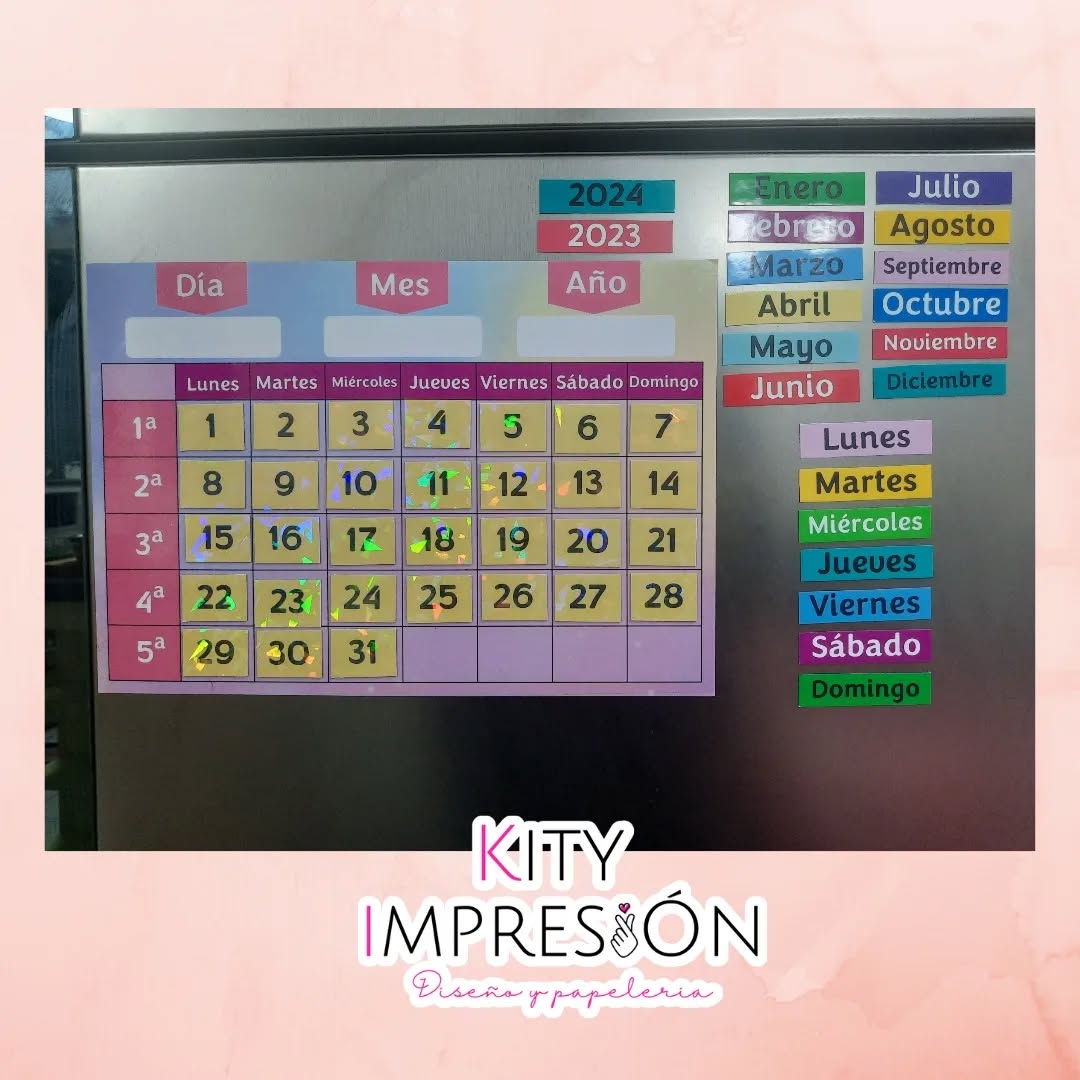 2024
2023
Día Mes Año
Lunes Martes Miércoles Jueves Viernes Sábado Domingo
1ª 1 2 3 4 5 6 7
2ª 8 9 10 11 12 13 14
3ª 15 16 17 18 19 20 21
4ª 22 23 24 25 26 27 28
5ª 29 30 31
Enero Julio
Febrero Agosto
Marzo Septiembre
Abril Octubre
Mayo Noviembre
Junio Diciembre
Lunes
Martes
Miércoles
Jueves
Viernes
Sábado
Domingo
KITY
IMPRESIÓN
Diseño y papeleria